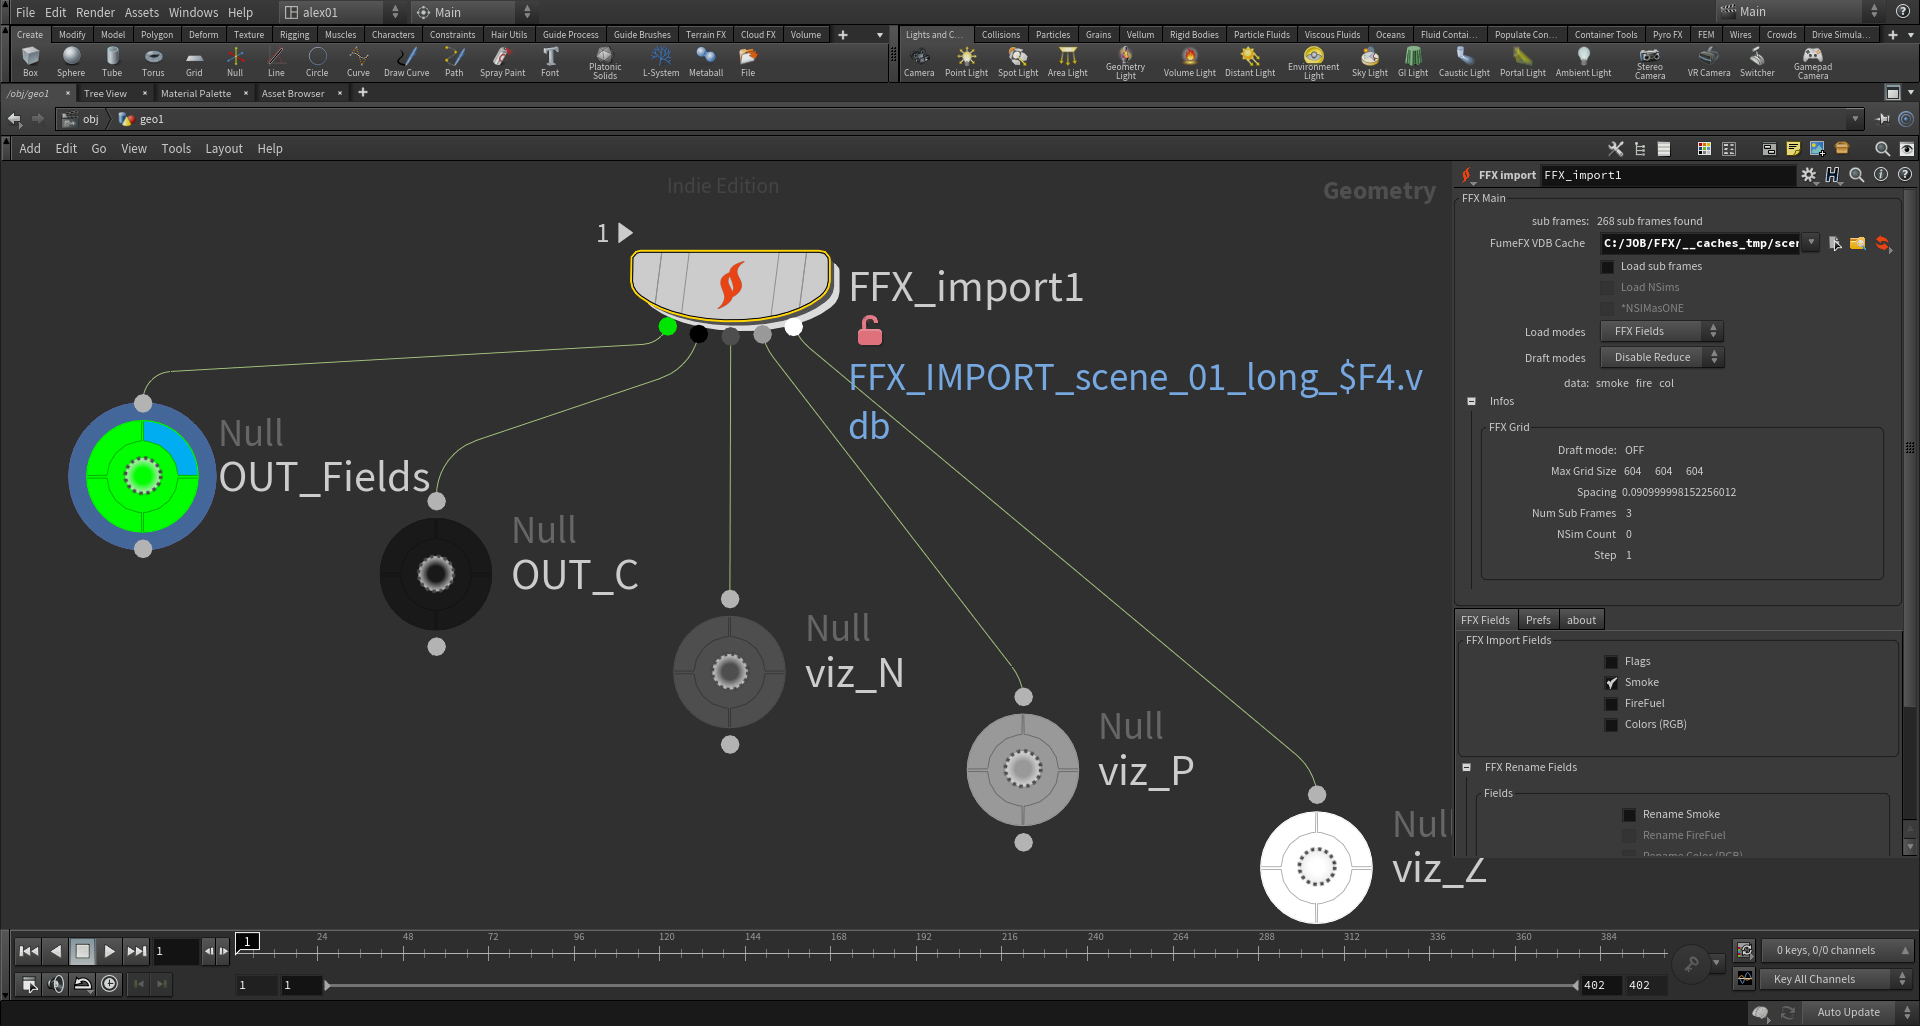 File Edit Render Assets Windows Help alex01 Main Main
Create Modify Model Polygon Deform Texture Rigging Muscles Characters Constraints Hair Utils Guide Process Guide Brushes Terrain FX Cloud FX Volume
Lights and C... Collisions Particles Grains Vellum Rigid Bodies Particle Fluids Viscous Fluids Oceans Fluid Contai... Populate Con... Container Tools Pyro FX FEM Wires Crowds Drive Simula...
Box Sphere Tube Torus Grid Null Line Circle Curve Draw Curve Path Spray Paint Font Platonic Solids L-System Metaball File
Camera Point Light Spot Light Area Light Geometry Light Volume Light Distant Light Environment Light Sky Light GI Light Caustic Light Portal Light Ambient Light Stereo Camera VR Camera Switcher Gamepad Camera
/obj/geo1 Tree View Material Palette Asset Browser
obj geo1
Add Edit Go View Tools Layout Help
Indie Edition
Geometry
1
FFX_import1
FFX_IMPORT_scene_01_long_$F4.v
db
Null
OUT_Fields
Null
OUT_C
Null
viz_N
Null
viz_P
Null
viz_Z
FFX import FFX_import1
FFX Main
sub frames: 268 sub frames found
FumeFX VDB Cache C:/JOB/FFX/__caches_tmp/scer
Load sub frames
Load NSims
*NSIMasONE
Load modes FFX Fields
Draft modes Disable Reduce
data: smoke fire col
Infos
FFX Grid
Draft mode: OFF
Max Grid Size 604 604 604
Spacing 0.090999998152256012
Num Sub Frames 3
NSim Count 0
Step 1
FFX Fields Prefs about
FFX Import Fields
Flags
Smoke
FireFuel
Colors (RGB)
FFX Rename Fields
Fields
Rename Smoke
Rename FireFuel
Rename Color (RGB)
1 1 24 48 72 96 120 144 168 192 216 240 264 288 312 336 360 384
0 keys, 0/0 channels
1 1 402 402
Key All Channels
Auto Update